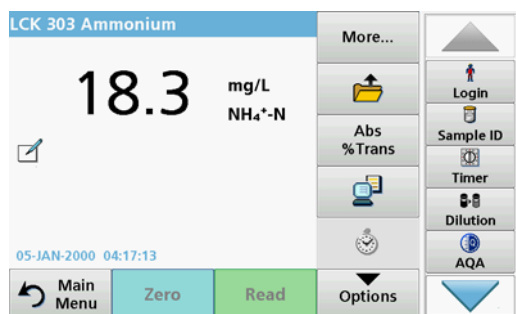 LCK 303 Ammonium
18.3 mg/L
NH₄⁺-N
05-JAN-2000 04:17:13
Main
Menu
Zero
Read
More...
Abs
%Trans
Options
Login
Sample ID
Timer
Dilution
AQA